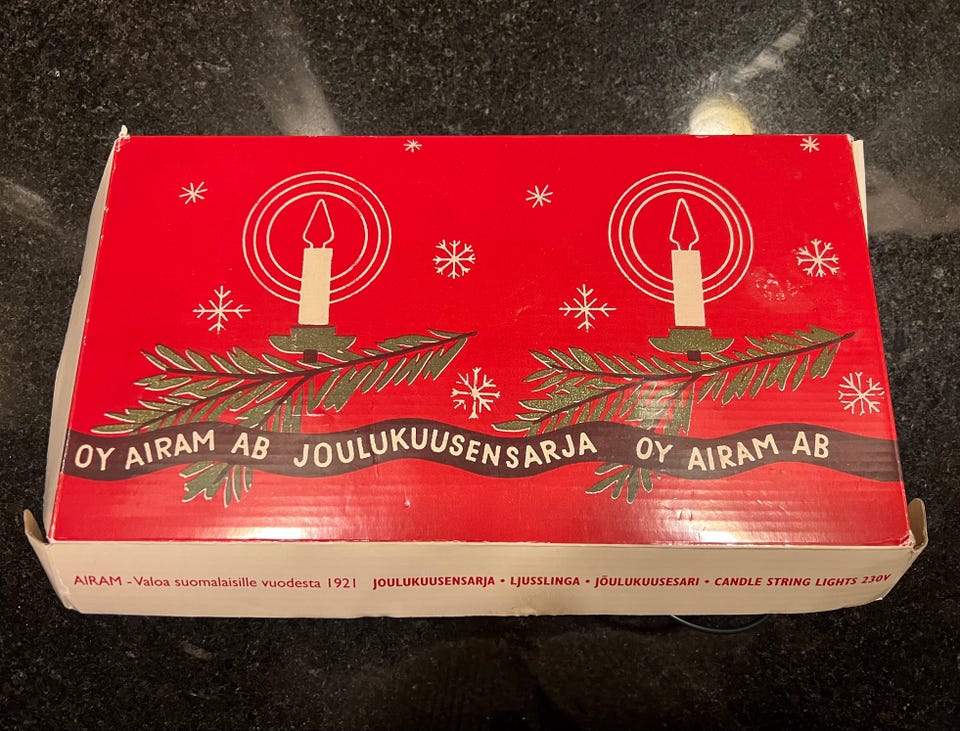 OY AIRAM AB JOULUKUUSENSARJA OY AIRAM AB
AIRAM - Valoa suomalaisille vuodesta 1921 JOULUKUUSENSARJA • LJUSSLINGA • JÕULUKUUSESARI • CANDLE STRING LIGHTS 230V